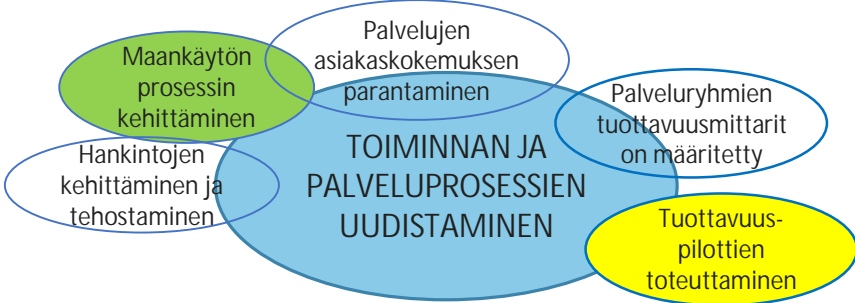 Palvelujen
asiakaskokemuksen
parantaminen
Maankäytön
prosessin
kehittäminen
Palveluryhmien
tuottavuusmittarit
on määritetty
Hankintojen
kehittäminen ja
tehostaminen
TOIMINNAN JA
PALVELUPROSESSIEN
UUDISTAMINEN
Tuottavuus-
pilottien
toteuttaminen